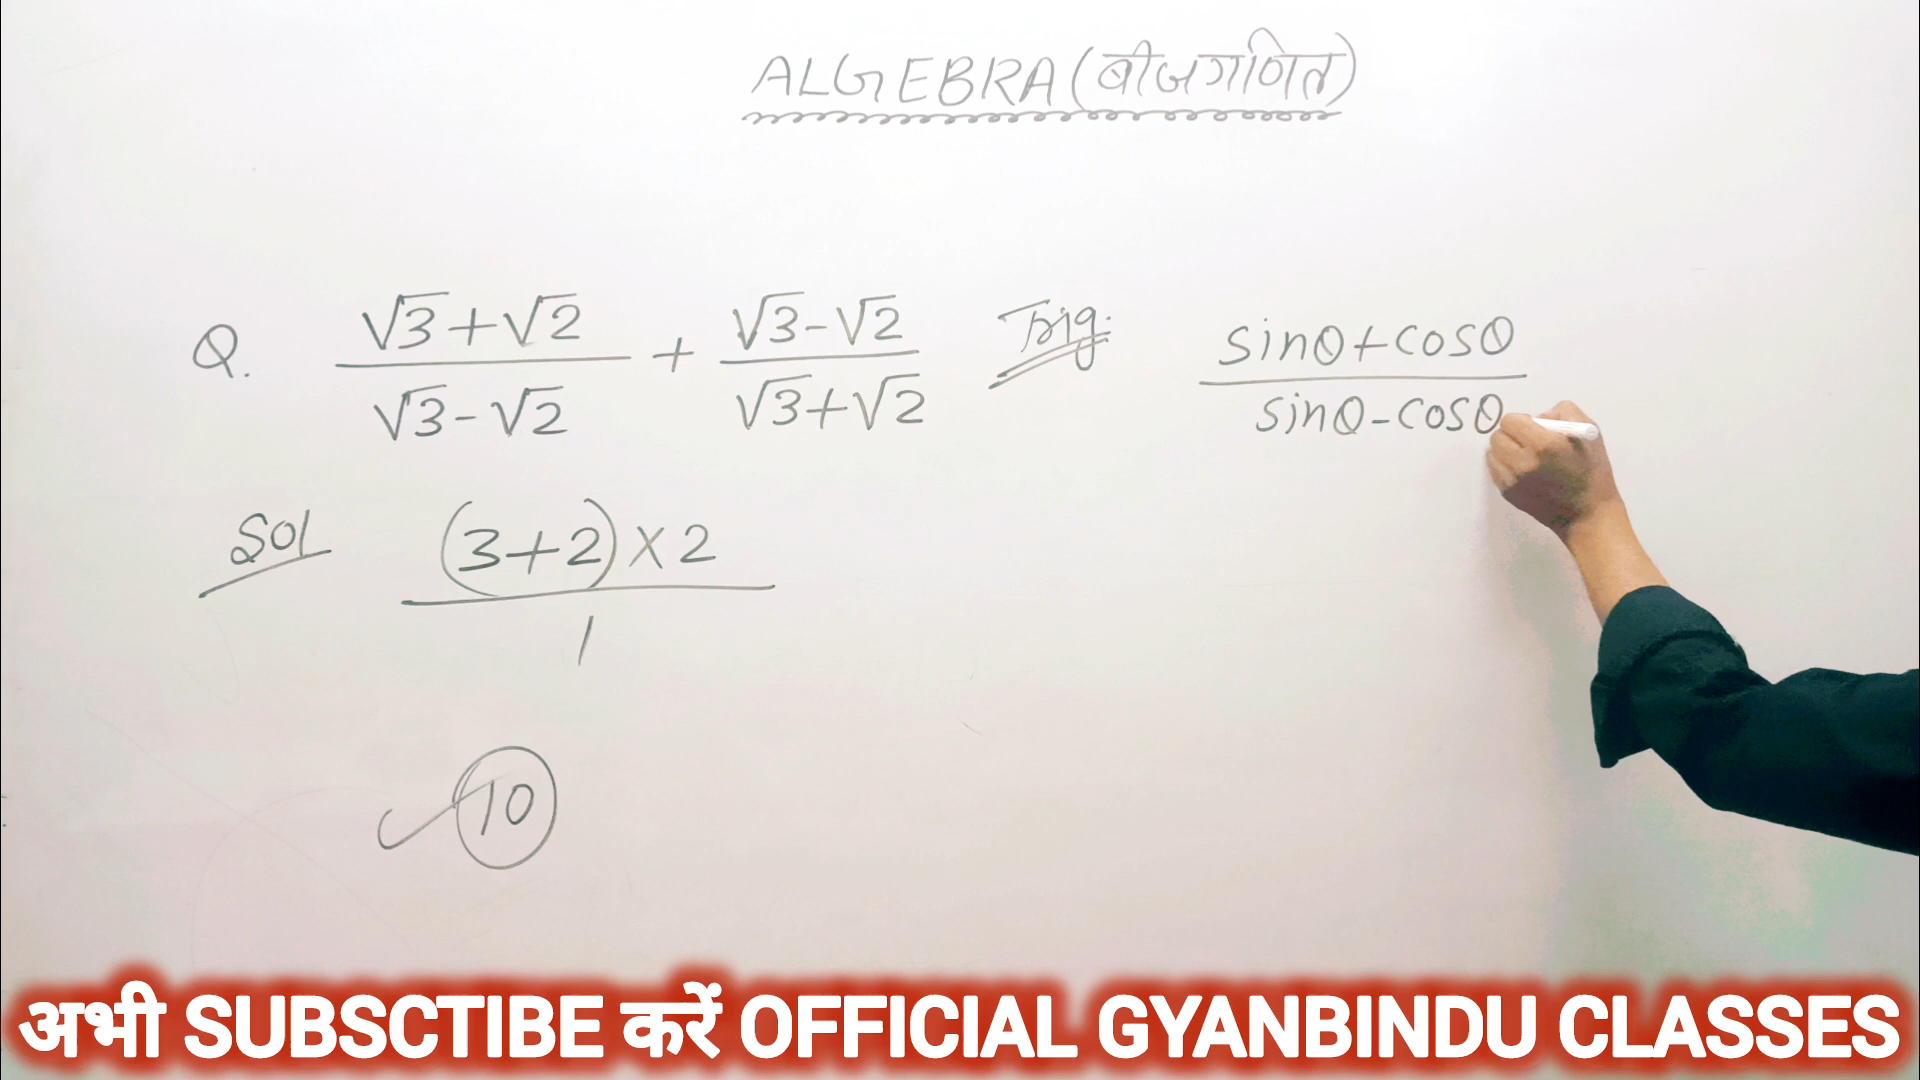 ALGEBRA (बीजगणित)
Q. √3+√2 / √3-√2 + √3-√2 / √3+√2
Trig. sinθ+cosθ / sinθ-cosθ
Sol (3+2)×2 / 1
10
अभी SUBSCTIBE करें OFFICIAL GYANBINDU CLASSES